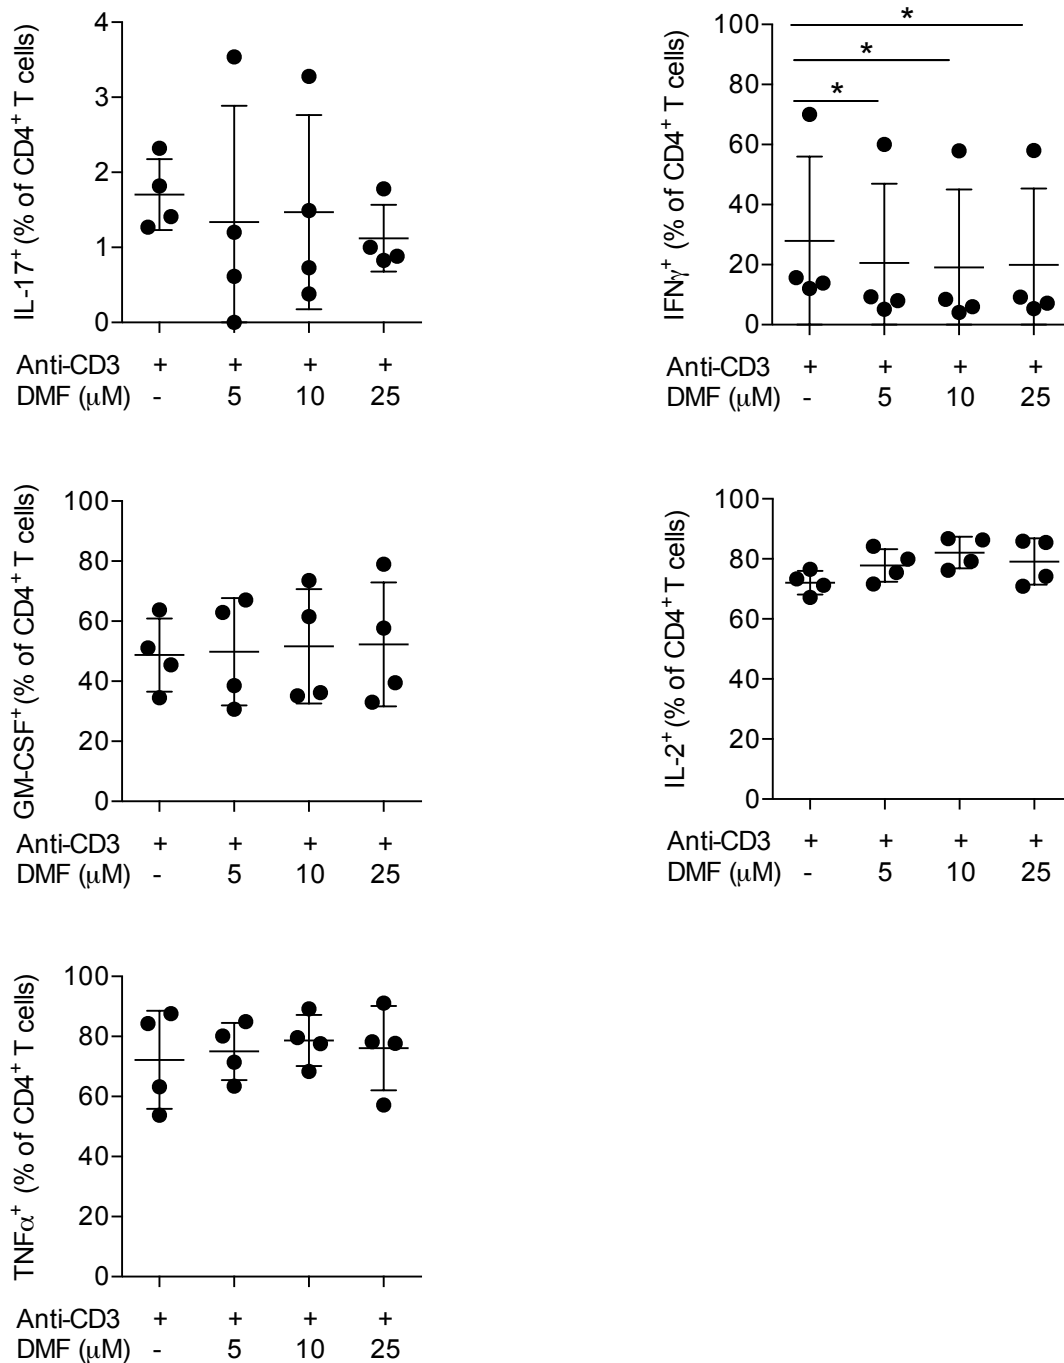 IL-17+ (% of CD4+ T cells)
4
3
2
1
0
Anti-CD3 + + + +
DMF (μM) - 5 10 25
IFNγ+ (% of CD4+ T cells)
100
80
60
40
20
0
*
*
*
Anti-CD3 + + + +
DMF (μM) - 5 10 25
GM-CSF+ (% of CD4+ T cells)
100
80
60
40
20
0
Anti-CD3 + + + +
DMF (μM) - 5 10 25
IL-2+ (% of CD4+ T cells)
100
80
60
40
20
0
Anti-CD3 + + + +
DMF (μM) - 5 10 25
TNFα+ (% of CD4+ T cells)
100
80
60
40
20
0
Anti-CD3 + + + +
DMF (μM) - 5 10 25